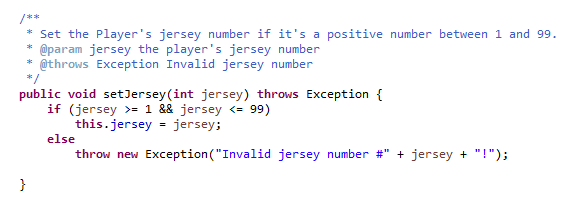 /**
 * Set the Player's jersey number if it's a positive number between 1 and 99.
 * @param jersey the player's jersey number
 * @throws Exception Invalid jersey number
 */
public void setJersey(int jersey) throws Exception {
    if (jersey >= 1 && jersey <= 99)
        this.jersey = jersey;
    else
        throw new Exception("Invalid jersey number #" + jersey + "!");
}